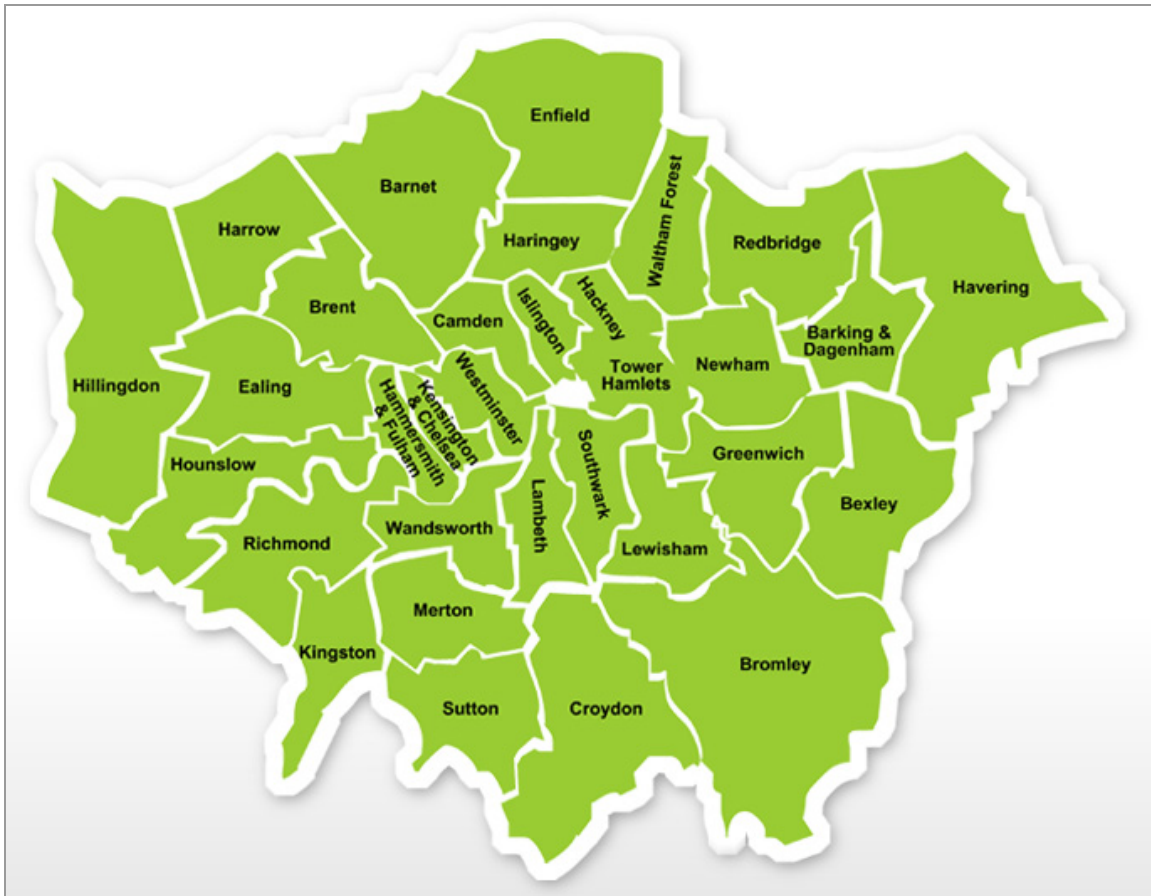 Enfield
Barnet
Waltham Forest
Harrow
Haringey
Redbridge
Havering
Brent
Camden
Islington
Hackney
Barking &
Dagenham
Hillingdon
Ealing
Westminster
Tower
Hamlets
Newham
Kensington
& Chelsea
Hammersmith
& Fulham
Hounslow
Southwark
Greenwich
Bexley
Richmond
Wandsworth
Lambeth
Lewisham
Merton
Kingston
Bromley
Sutton
Croydon